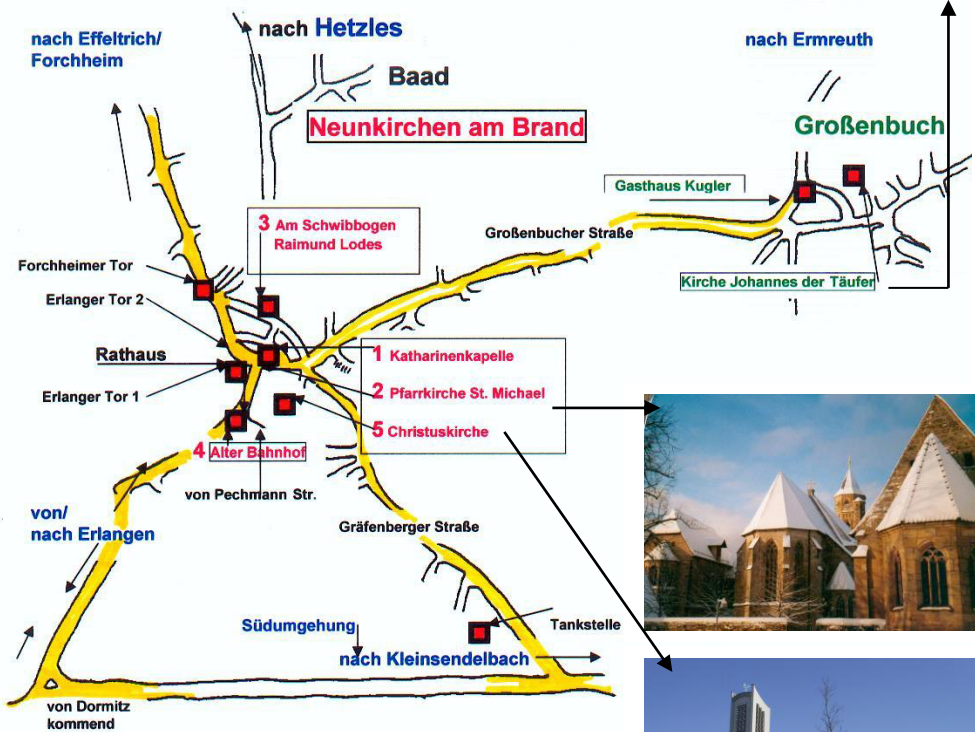 nach Effeltrich/
Forchheim
nach Hetzles
Baad
nach Ermreuth
Neunkirchen am Brand
Großenbuch
Gasthaus Kugler
3 Am Schwibbogen
Raimund Lodes
Großenbucher Straße
Forchheimer Tor
Kirche Johannes der Täufer
Erlanger Tor 2
Rathaus
1 Katharinenkapelle
Erlanger Tor 1
2 Pfarrkirche St. Michael
5 Christuskirche
4 Alter Bahnhof
von Pechmann Str.
von/
nach Erlangen
Gräfenberger Straße
Südumgehung
Tankstelle
nach Kleinsendelbach
von Dormitz
kommend